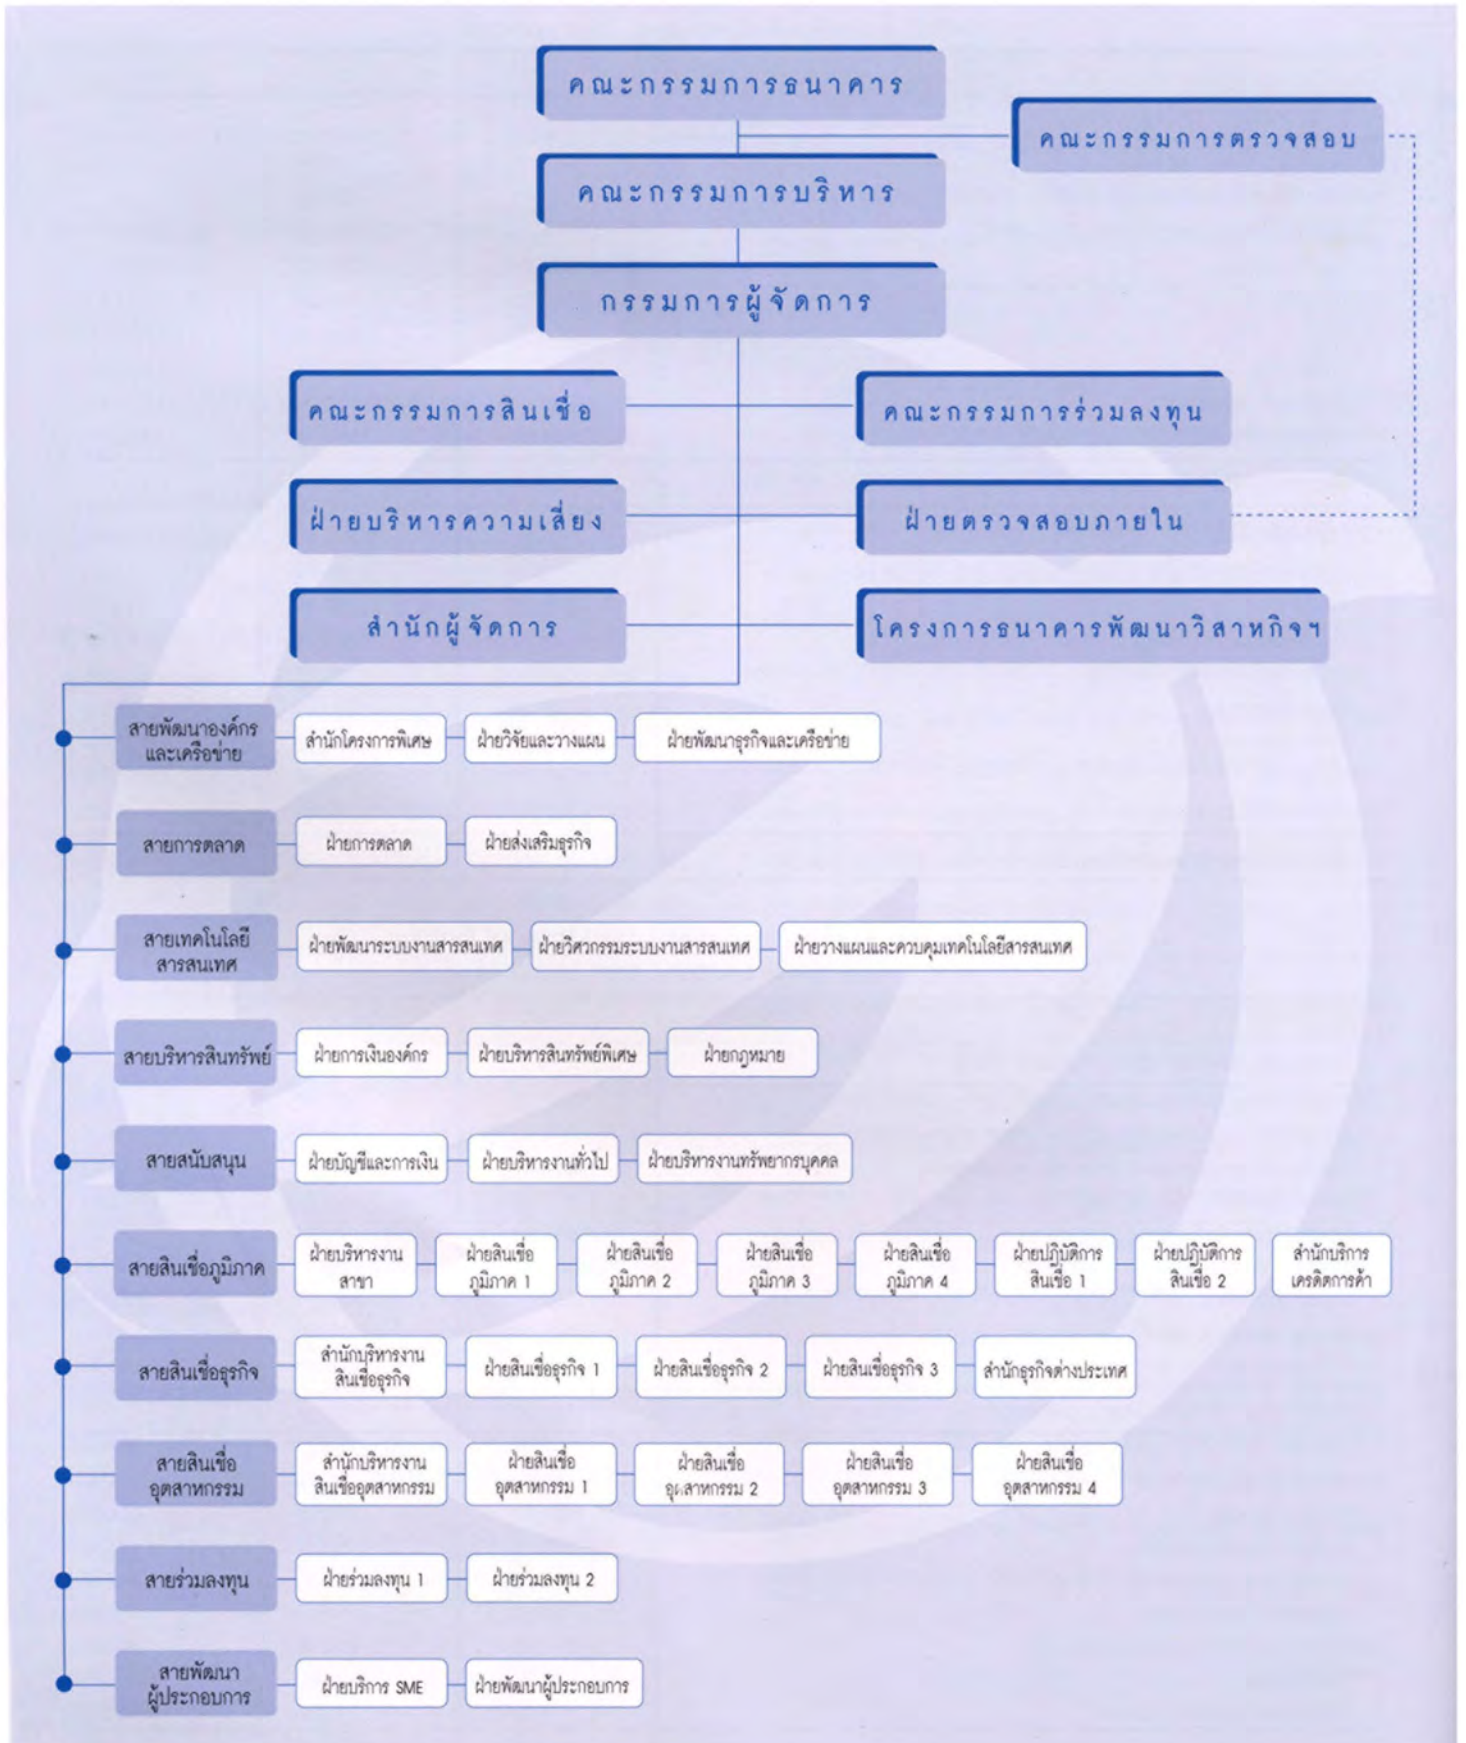 คณะกรรมการธนาคาร
คณะกรรมการตรวจสอบ
คณะกรรมการบริหาร
กรรมการผู้จัดการ
คณะกรรมการสินเชื่อ
คณะกรรมการร่วมลงทุน
ฝ่ายบริหารความเสี่ยง
ฝ่ายตรวจสอบภายใน
สำนักผู้จัดการ
โครงการธนาคารพัฒนาวิสาหกิจฯ
สายพัฒนาองค์กร
และเครือข่าย
สำนักโครงการพิเศษ
ฝ่ายวิจัยและวางแผน
ฝ่ายพัฒนาธุรกิจและเครือข่าย
สายการตลาด
ฝ่ายการตลาด
ฝ่ายส่งเสริมธุรกิจ
สายเทคโนโลยี
สารสนเทศ
ฝ่ายพัฒนาระบบงานสารสนเทศ
ฝ่ายวิศวกรรมระบบงานสารสนเทศ
ฝ่ายวางแผนและควบคุมเทคโนโลยีสารสนเทศ
สายบริหารสินทรัพย์
ฝ่ายการเงินองค์กร
ฝ่ายบริหารสินทรัพย์พิเศษ
ฝ่ายกฎหมาย
สายสนับสนุน
ฝ่ายบัญชีและการเงิน
ฝ่ายบริหารงานทั่วไป
ฝ่ายบริหารงานทรัพยากรบุคคล
สายสินเชื่อภูมิภาค
ฝ่ายบริหารงาน
สาขา
ฝ่ายสินเชื่อ
ภูมิภาค 1
ฝ่ายสินเชื่อ
ภูมิภาค 2
ฝ่ายสินเชื่อ
ภูมิภาค 3
ฝ่ายสินเชื่อ
ภูมิภาค 4
ฝ่ายปฏิบัติการ
สินเชื่อ 1
ฝ่ายปฏิบัติการ
สินเชื่อ 2
สำนักบริการ
เครดิตการค้า
สายสินเชื่อธุรกิจ
สำนักบริหารงาน
สินเชื่อธุรกิจ
ฝ่ายสินเชื่อธุรกิจ 1
ฝ่ายสินเชื่อธุรกิจ 2
ฝ่ายสินเชื่อธุรกิจ 3
สำนักธุรกิจต่างประเทศ
สายสินเชื่อ
อุตสาหกรรม
สำนักบริหารงาน
สินเชื่ออุตสาหกรรม
ฝ่ายสินเชื่อ
อุตสาหกรรม 1
ฝ่ายสินเชื่อ
อุตสาหกรรม 2
ฝ่ายสินเชื่อ
อุตสาหกรรม 3
ฝ่ายสินเชื่อ
อุตสาหกรรม 4
สายร่วมลงทุน
ฝ่ายร่วมลงทุน 1
ฝ่ายร่วมลงทุน 2
สายพัฒนา
ผู้ประกอบการ
ฝ่ายบริการ SME
ฝ่ายพัฒนาผู้ประกอบการ